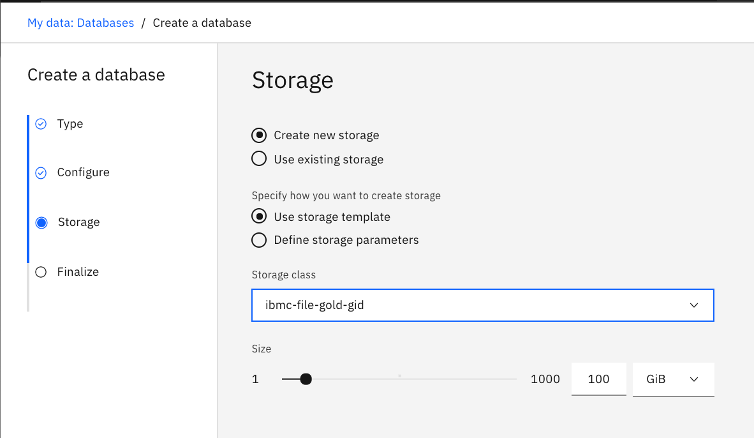 My data: Databases / Create a database
Create a database
Type
Configure
Storage
Finalize
Storage
Create new storage
Use existing storage
Specify how you want to create storage
Use storage template
Define storage parameters
Storage class
ibmc-file-gold-gid
Size
1 1000 100 GiB